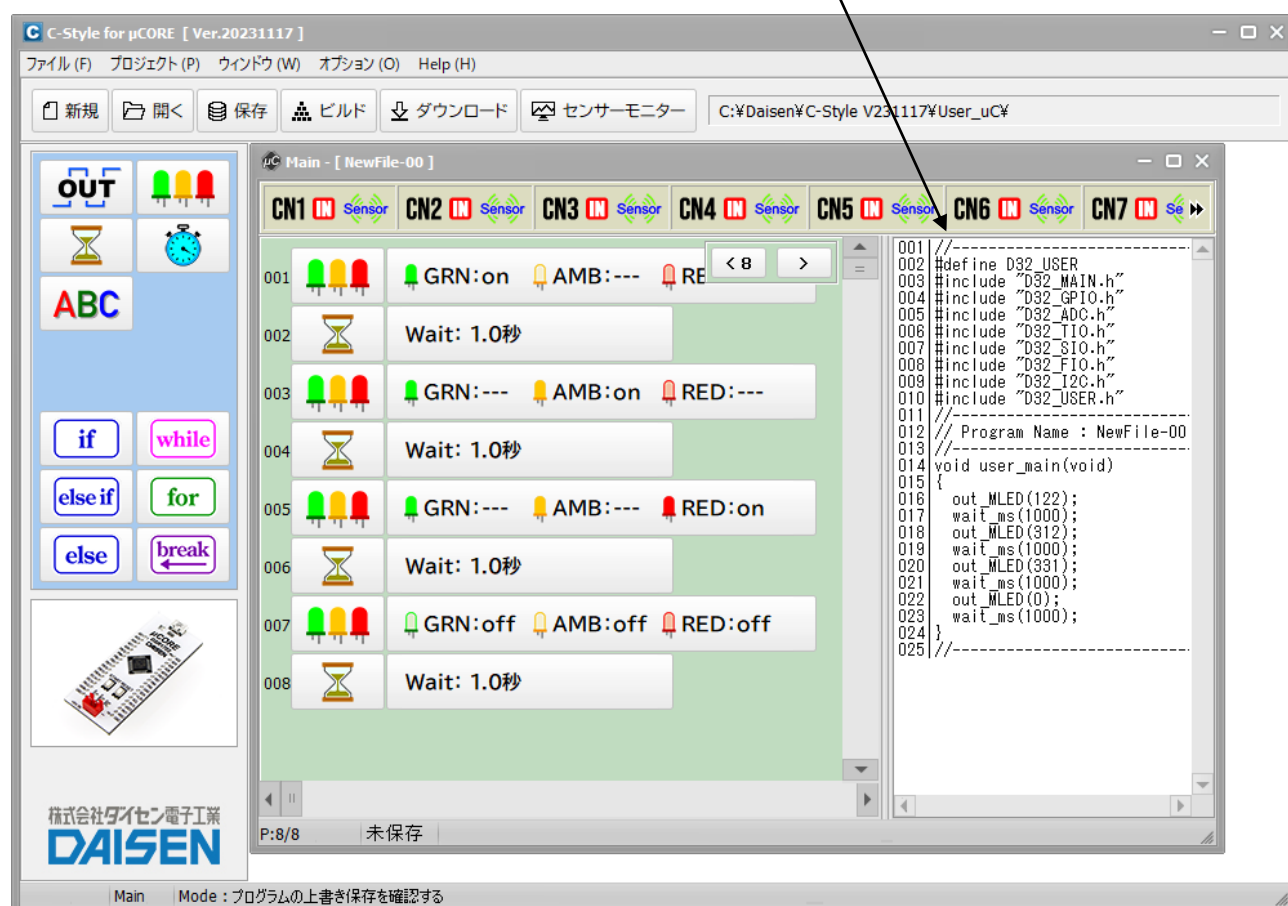 C-Style for µCORE [ Ver.20231117 ]
ファイル (F) プロジェクト (P) ウィンドウ (W) オプション (O) Help (H)
新規 開く 保存 ビルド ダウンロード センサーモニター C:¥Daisen¥C-Style V231117¥User_uC¥
OUT
ABC
if while
else if for
else break
株式会社ダイセン電子工業
DAISEN
µC Main - [ NewFile-00 ]
CN1 IN Sensor CN2 IN Sensor CN3 IN Sensor CN4 IN Sensor CN5 IN Sensor CN6 IN Sensor CN7 IN Se
< 8 >
001 GRN:on AMB:--- RE
002 Wait: 1.0秒
003 GRN:--- AMB:on RED:---
004 Wait: 1.0秒
005 GRN:--- AMB:--- RED:on
006 Wait: 1.0秒
007 GRN:off AMB:off RED:off
008 Wait: 1.0秒
001 //----------------------------
002 #define D32_USER
003 #include "D32_MAIN.h"
004 #include "D32_GPIO.h"
005 #include "D32_ADC.h"
006 #include "D32_TIO.h"
007 #include "D32_SIO.h"
008 #include "D32_FIO.h"
009 #include "D32_I2C.h"
010 #include "D32_USER.h"
011 //----------------------------
012 // Program Name : NewFile-00
013 //----------------------------
014 void user_main(void)
015 {
016 out_MLED(122);
017 wait_ms(1000);
018 out_MLED(312);
019 wait_ms(1000);
020 out_MLED(331);
021 wait_ms(1000);
022 out_MLED(0);
023 wait_ms(1000);
024 }
025 //----------------------------
P:8/8 未保存
Main Mode : プログラムの上書き保存を確認する